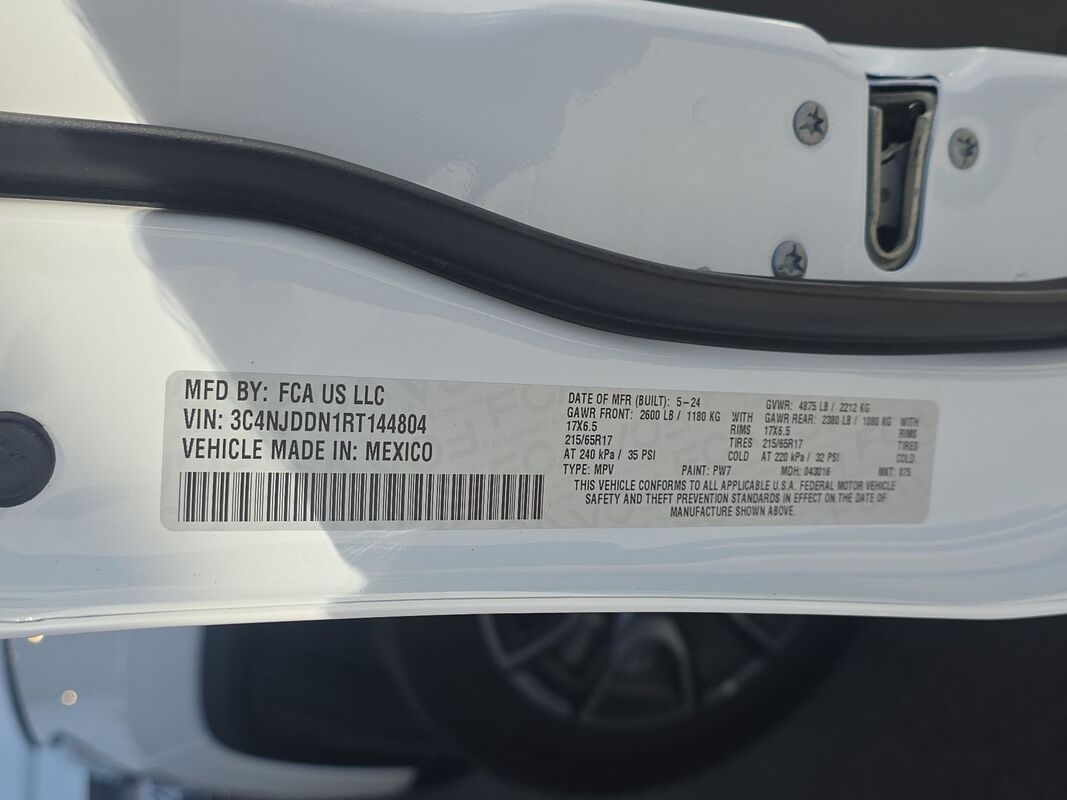 MFD BY: FCA US LLC
VIN: 3C4NJDDN1RT144804
VEHICLE MADE IN: MEXICO
DATE OF MFR (BUILT): 5-24 GVWR: 4875 LB / 2212 KG
GAWR FRONT: 2600 LB / 1180 KG WITH GAWR REAR: 2380 LB / 1080 KG WITH
17X6.5 RIMS 17X6.5 RIMS
215/65R17 TIRES 215/65R17 TIRES
AT 240 kPa / 35 PSI COLD AT 220 kPa / 32 PSI COLD
TYPE: MPV PAINT: PW7 MDH: 043016 MKT: 975
THIS VEHICLE CONFORMS TO ALL APPLICABLE U.S.A. FEDERAL MOTOR VEHICLE
SAFETY AND THEFT PREVENTION STANDARDS IN EFFECT ON THE DATE OF
MANUFACTURE SHOWN ABOVE.